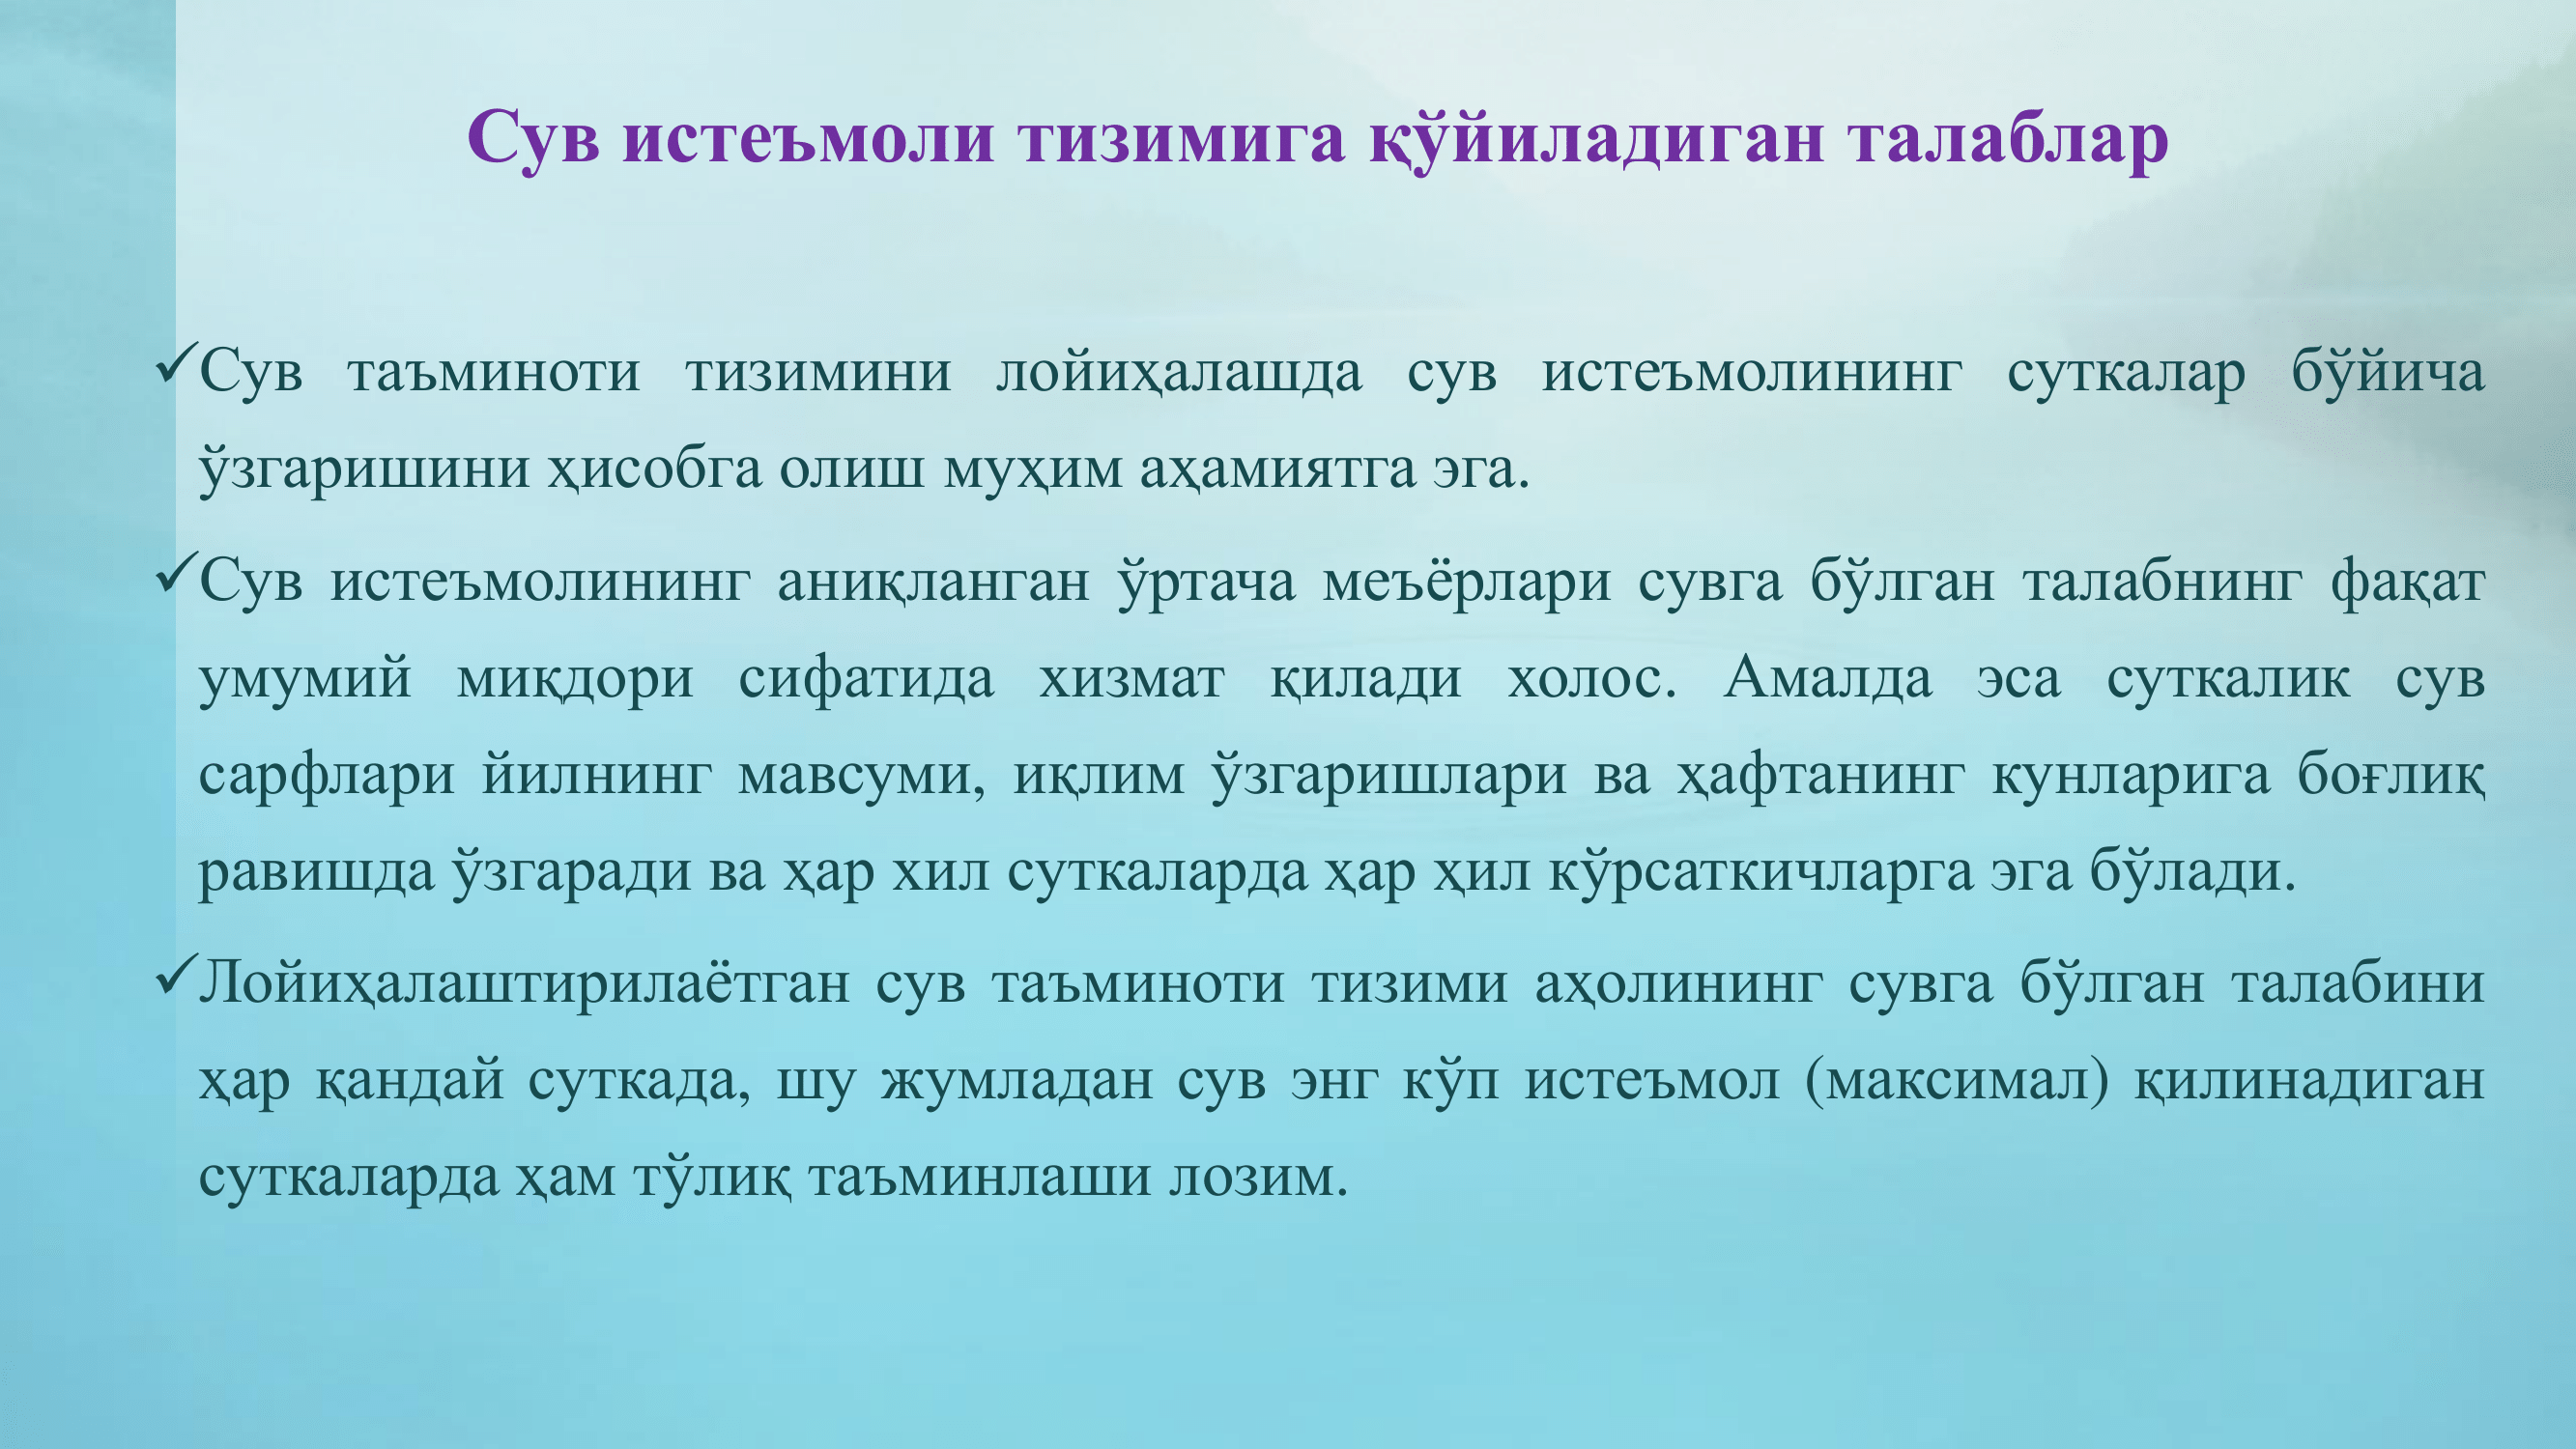 Сув истеъмоли тизимига қўйиладиган талаблар
✓Сув таъминоти тизимини лойиҳалашда сув истеъмолининг суткалар бўйича
ўзгаришини ҳисобга олиш муҳим аҳамиятга эга.
✓Сув истеъмолининг аниқланган ўртача меъёрлари сувга бўлган талабнинг фақат
умумий миқдори сифатида хизмат қилади холос. Амалда эса суткалик сув
сарфлари йилнинг мавсуми, иқлим ўзгаришлари ва ҳафтанинг кунларига боғлиқ
равишда ўзгаради ва ҳар хил суткаларда ҳар ҳил кўрсаткичларга эга бўлади.
✓Лойиҳалаштирилаётган сув таъминоти тизими аҳолининг сувга бўлган талабини
ҳар қандай суткада, шу жумладан сув энг кўп истеъмол (максимал) қилинадиган
суткаларда ҳам тўлиқ таъминлаши лозим.